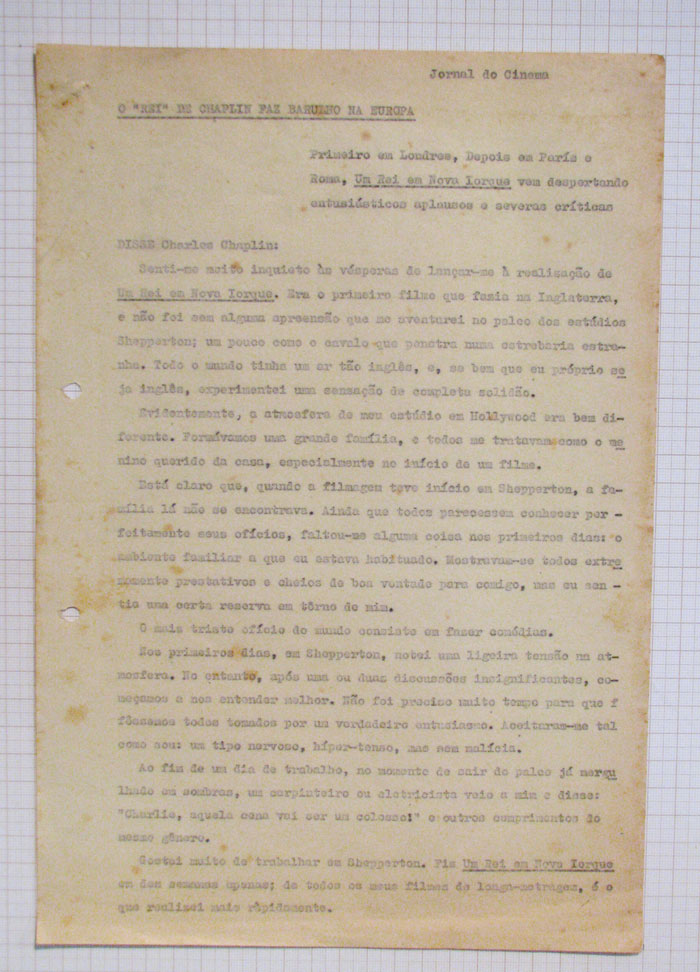 Jornal do Cinema
O "REI" DE CHAPLIN FAZ BARULHO NA EUROPA
Primeiro em Londres, Depois em París e
Roma, Um Rei em Nova Iorque vem despertando
entusiásticos aplausos e severas críticas
DISSE Charles Chaplin:
Senti-me muito inquieto às vésperas de lançar-me à realização de
Um Rei em Nova Iorque. Era o primeiro filme que fazia na Inglaterra,
e não foi sem alguma apreensão que me aventurei no palco dos estúdios
Shepperton; um pouco como o cavalo que penetra numa estrebaria estra-
nha. Todo o mundo tinha um ar tão inglês, e, se bem que eu próprio se
ja inglês, experimentei uma sensação de completa solidão.
Evidentemente, a atmosfera de meu estúdio em Hollywood era bem di-
ferente. Formávamos uma grande família, e todos me tratavam como o me
nino querido da casa, especialmente no início de um filme.
Está claro que, quando a filmagem teve início em Shepperton, a fa-
mília lá não se encontrava. Ainda que todos parecessem conhecer per -
feitamente seus ofícios, faltou-me alguma coisa nos primeiros dias: o
ambiente familiar a que eu estava habituado. Mostravam-se todos extre
mamente prestativos e cheios de boa vontade para comigo, mas eu sen -
tia uma certa reserva em tôrno de mim.
O mais triste ofício do mundo consiste em fazer comédias.
Nos primeiros dias, em Shepperton, notei uma ligeira tensão na at-
mosfera. No entanto, após uma ou duas discussões insignificantes, co-
meçamos a nos entender melhor. Não foi preciso muito tempo para que f
fôssemos todos tomados por um verdadeiro entusiasmo. Aceitaram-me tal
como sou: um tipo nervoso, híper-tenso, mas sem malícia.
Ao fim de um dia de trabalho, no momento de sair do palco já mergu
lhado em sombras, um carpinteiro ou eletricista veio a mim e disse:
"Charlie, aquela cena vai ser um colosso!" e outros cumprimentos do
mesmo gênero.
Gostei muito de trabalhar em Shepperton. Fiz Um Rei em Nova Iorque
em dez semanas apenas; de todos os meus filmes de longa-metragem, é o
que realizei mais ràpidamente.